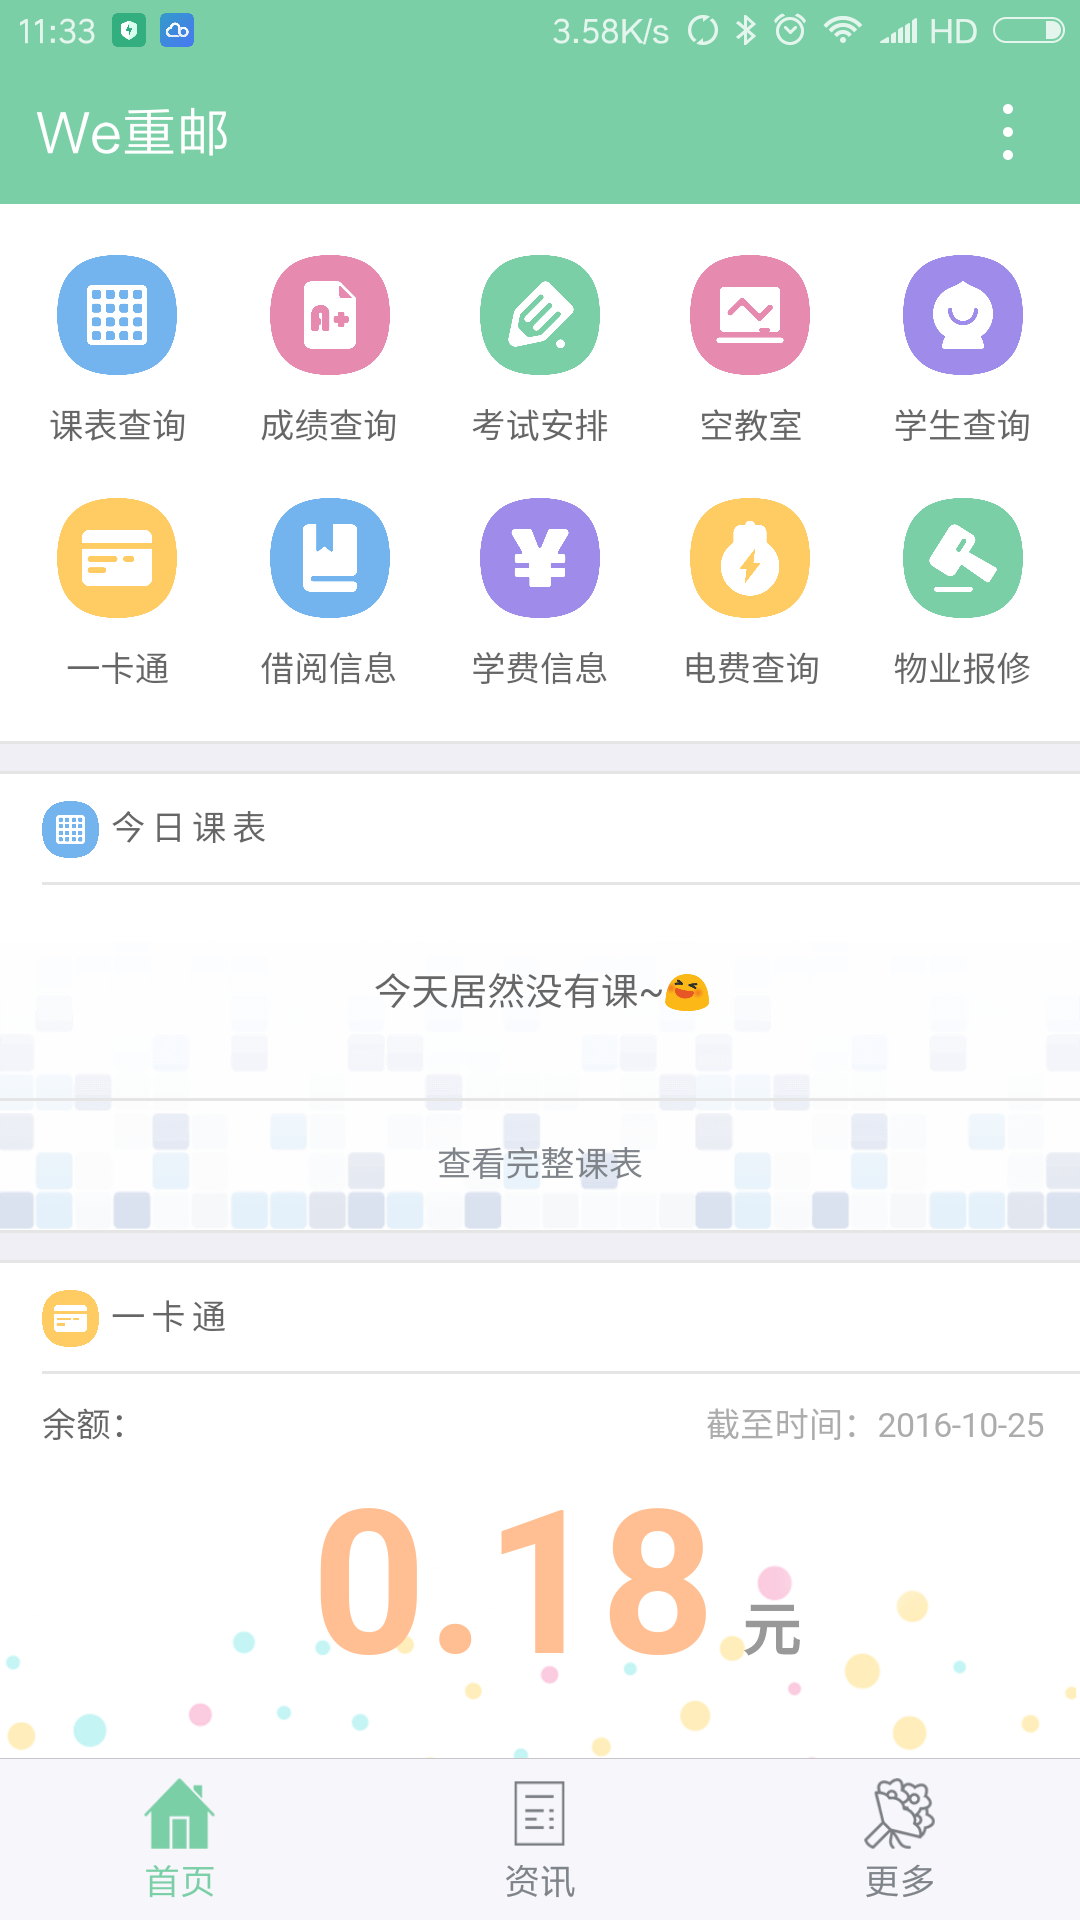 11:33 3.58K/s HD
We重邮
课表查询 成绩查询 考试安排 空教室 学生查询
一卡通 借阅信息 学费信息 电费查询 物业报修
今日课表
今天居然没有课~😆
查看完整课表
一卡通
余额： 截至时间：2016-10-25
0.18 元
首页 资讯 更多